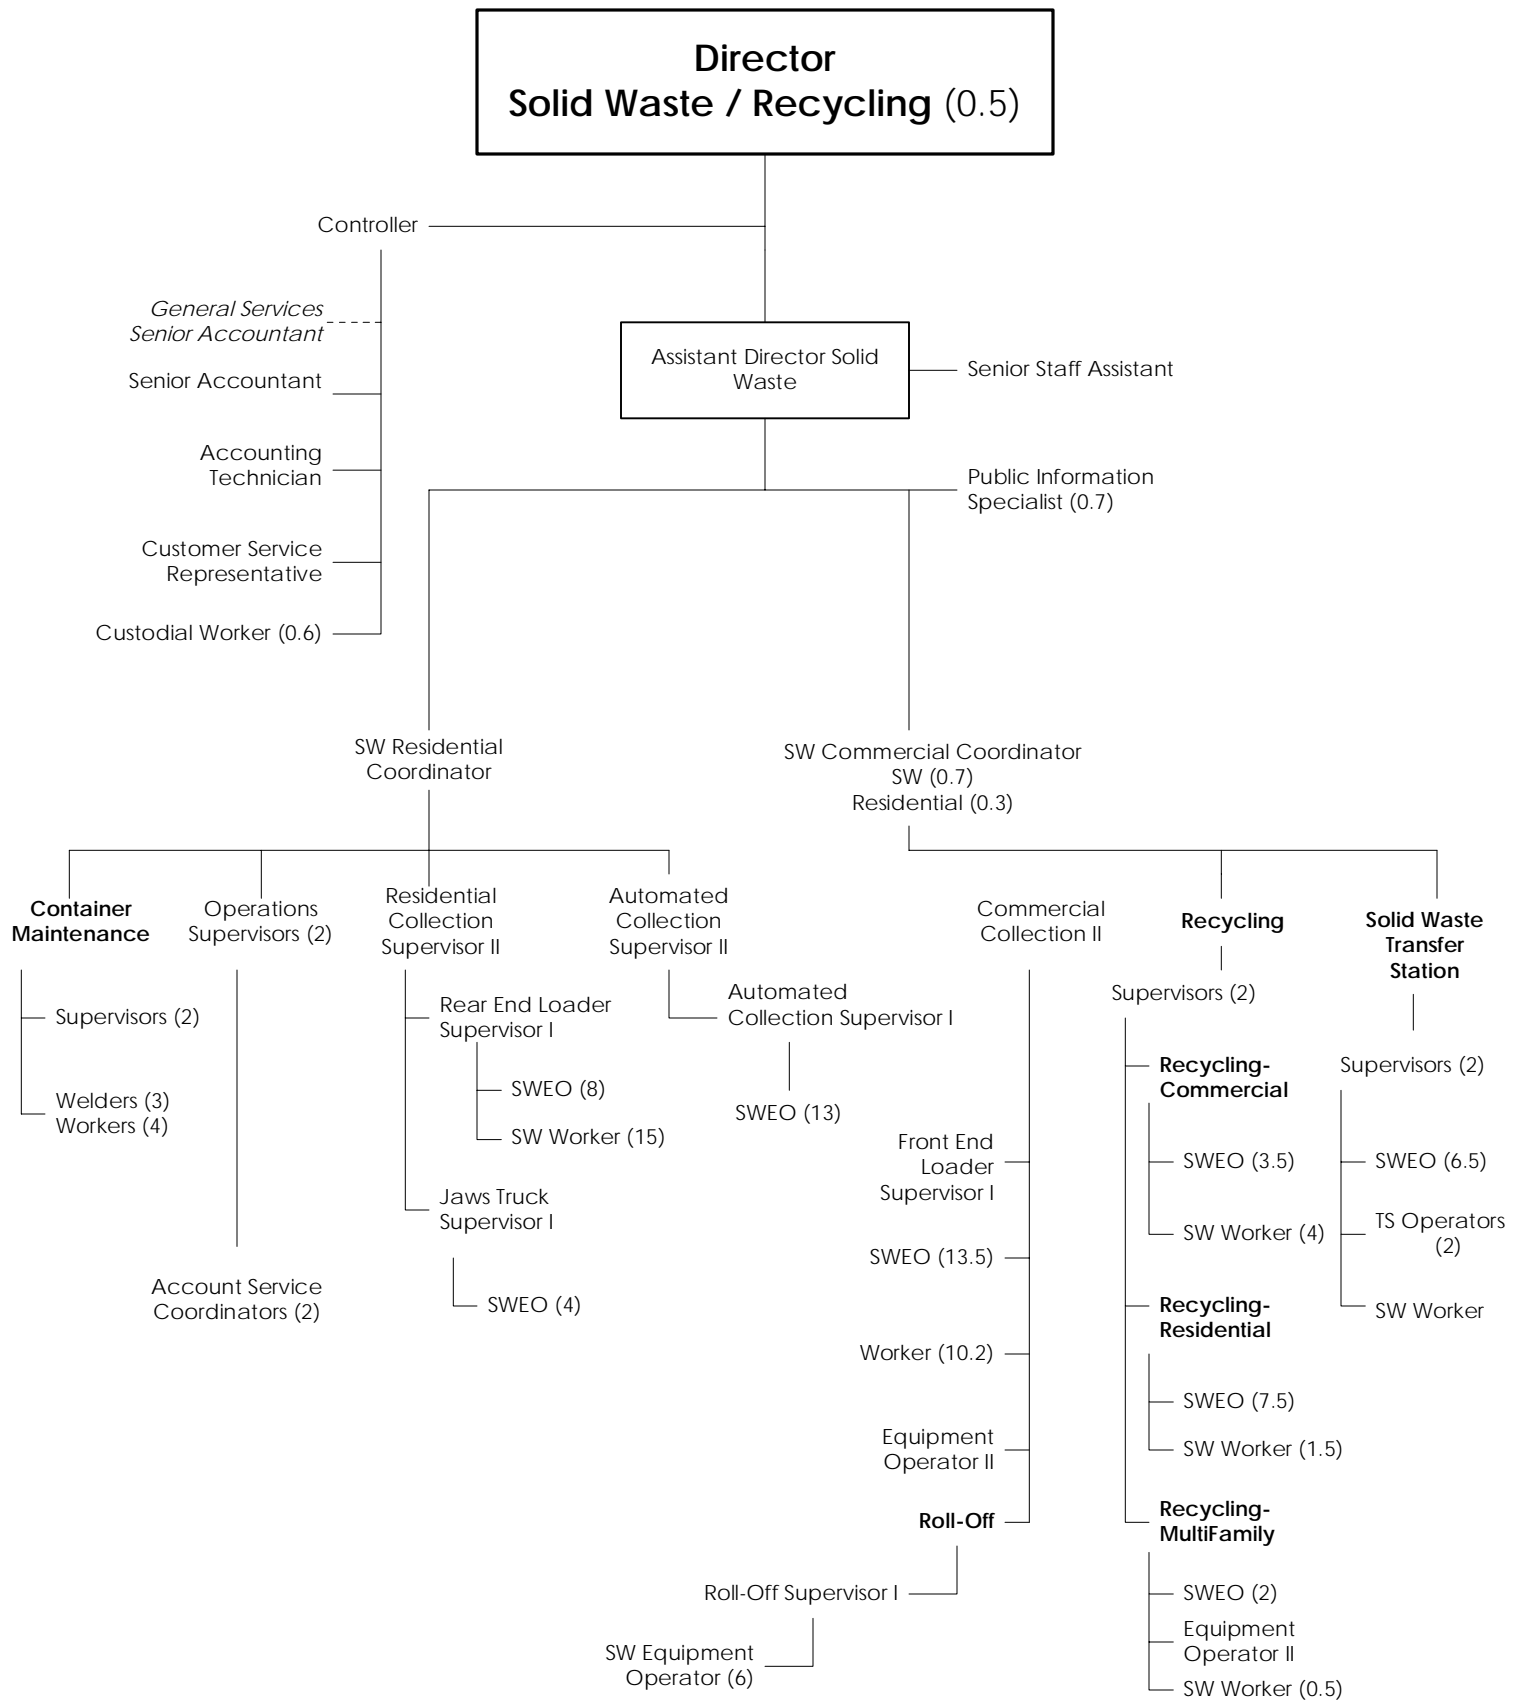 Director
Solid Waste / Recycling (0.5)
Controller
General Services
Senior Accountant
Senior Accountant
Accounting
Technician
Customer Service
Representative
Custodial Worker (0.6)
Assistant Director Solid
Waste
Senior Staff Assistant
Public Information
Specialist (0.7)
SW Residential
Coordinator
SW Commercial Coordinator
SW (0.7)
Residential (0.3)
Container
Maintenance
Supervisors (2)
Welders (3)
Workers (4)
Operations
Supervisors (2)
Account Service
Coordinators (2)
Residential
Collection
Supervisor II
Rear End Loader
Supervisor I
SWEO (8)
SW Worker (15)
Jaws Truck
Supervisor I
SWEO (4)
Automated
Collection
Supervisor II
Automated
Collection Supervisor I
SWEO (13)
Commercial
Collection II
Front End
Loader
Supervisor I
SWEO (13.5)
Worker (10.2)
Equipment
Operator II
Roll-Off
Roll-Off Supervisor I
SW Equipment
Operator (6)
Recycling
Supervisors (2)
Recycling-
Commercial
SWEO (3.5)
SW Worker (4)
Recycling-
Residential
SWEO (7.5)
SW Worker (1.5)
Recycling-
MultiFamily
SWEO (2)
Equipment
Operator II
SW Worker (0.5)
Solid Waste
Transfer
Station
Supervisors (2)
SWEO (6.5)
TS Operators
(2)
SW Worker